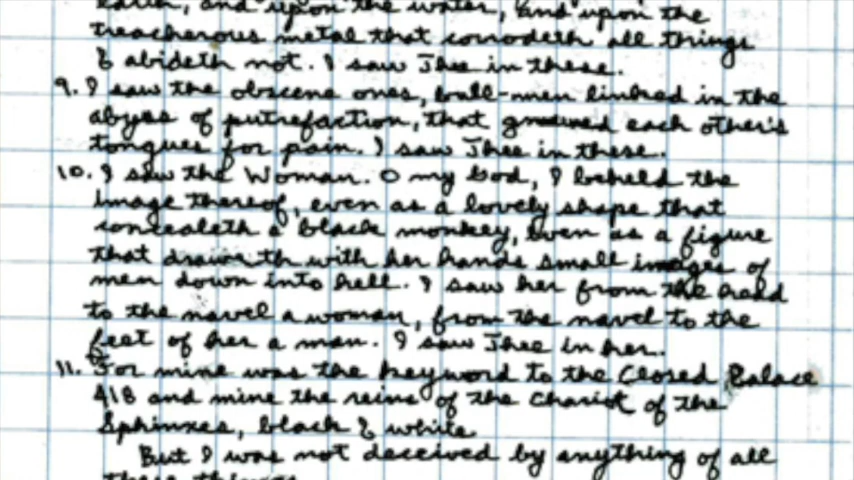 earth, and upon the water, and upon the
treacherous metal that corrodeth all things
& abideth not. I saw Thee in these.
9. I saw the obscene ones, bull-men linked in the
abyss of putrefaction, that gnawed each other's
tongues for pain. I saw Thee in these.
10. I saw the Woman. O my God, I beheld the
image thereof, even as a lovely shape that
concealeth a black monkey, even as a figure
that draweth with her hands small images of
men down into hell. I saw her from the head
to the navel a woman, from the navel to the
feet of her a man. I saw Thee in her.
11. For mine was the keyword to the Closed Palace
418 and mine the reins of the Chariot of the
Sphinxes, black & white.
But I was not deceived by anything of all
these things.